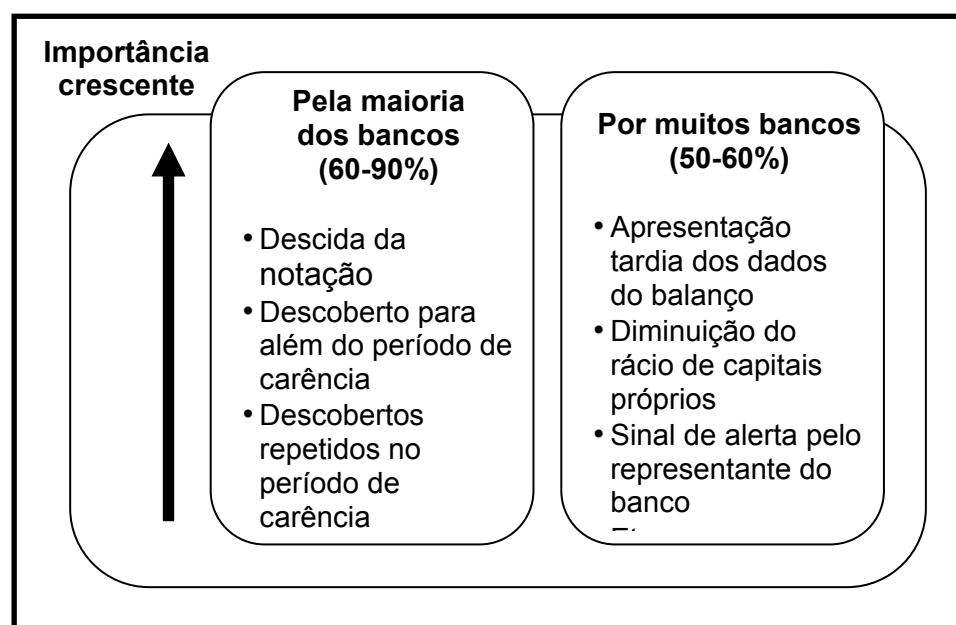 Importância
crescente
Pela maioria
dos bancos
(60-90%)
• Descida da
notação
• Descoberto para
além do período de
carência
• Descobertos
repetidos no
período de
carência
Por muitos bancos
(50-60%)
• Apresentação
tardia dos dados
do balanço
• Diminuição do
rácio de capitais
próprios
• Sinal de alerta pelo
representante do
banco